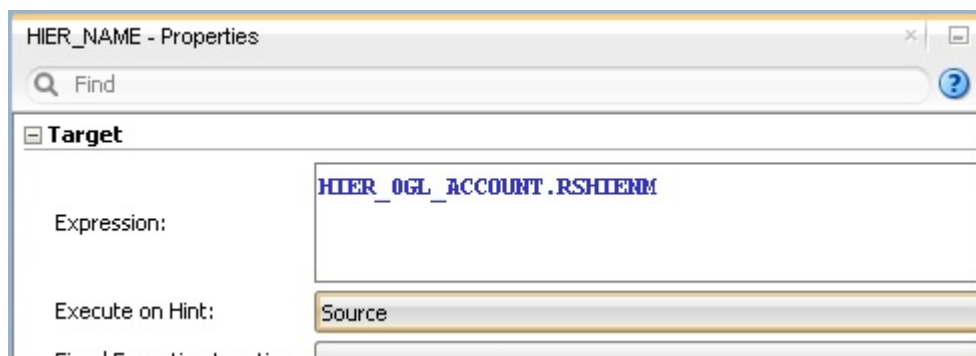 HIER_NAME - Properties
Find
Target
HIER_0GL_ACCOUNT.RSHIENM
Expression:
Execute on Hint:
Source